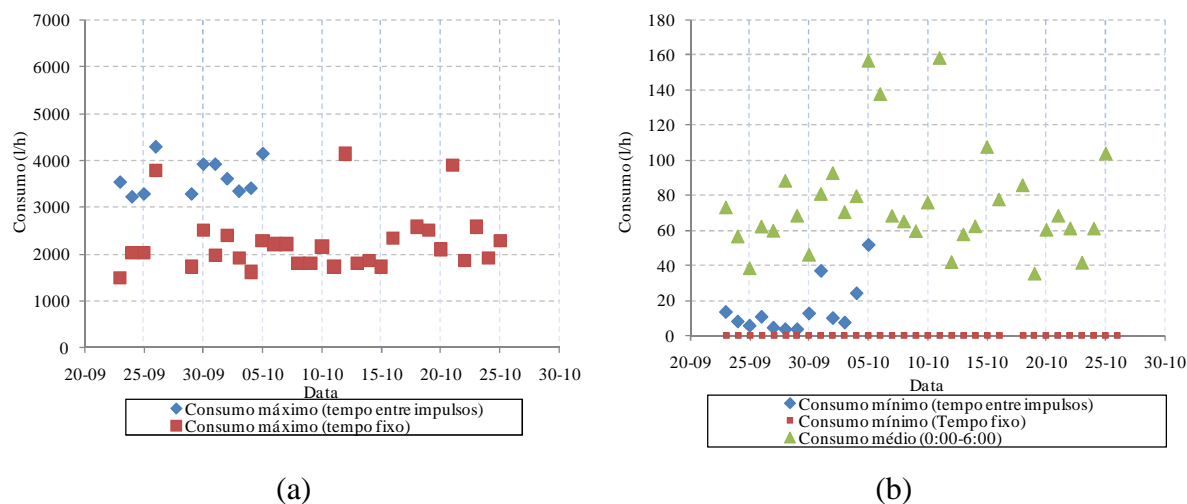 7000
6000
5000
4000
3000
2000
1000
0
Consumo (l/h)
20-09 25-09 30-09 05-10 10-10 15-10 20-10 25-10 30-10
Data
Consumo máximo (tempo entre impulsos)
Consumo máximo (tempo fixo)
(a)
180
160
140
120
100
80
60
40
20
0
Consumo (l/h)
20-09 25-09 30-09 05-10 10-10 15-10 20-10 25-10 30-10
Data
Consumo mínimo (tempo entre impulsos)
Consumo mínimo (Tempo fixo)
Consumo médio (0:00-6:00)
(b)